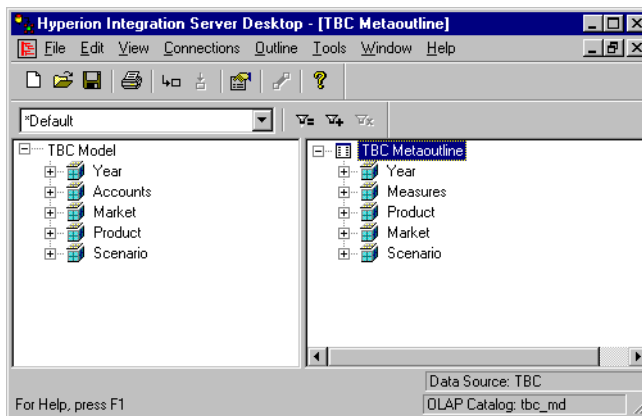 Hyperion Integration Server Desktop - [TBC Metaoutline]
File Edit View Connections Outline Tools Window Help
*Default
TBC Model
Year
Accounts
Market
Product
Scenario
TBC Metaoutline
Year
Measures
Product
Market
Scenario
Data Source: TBC
For Help, press F1
OLAP Catalog: tbc_md